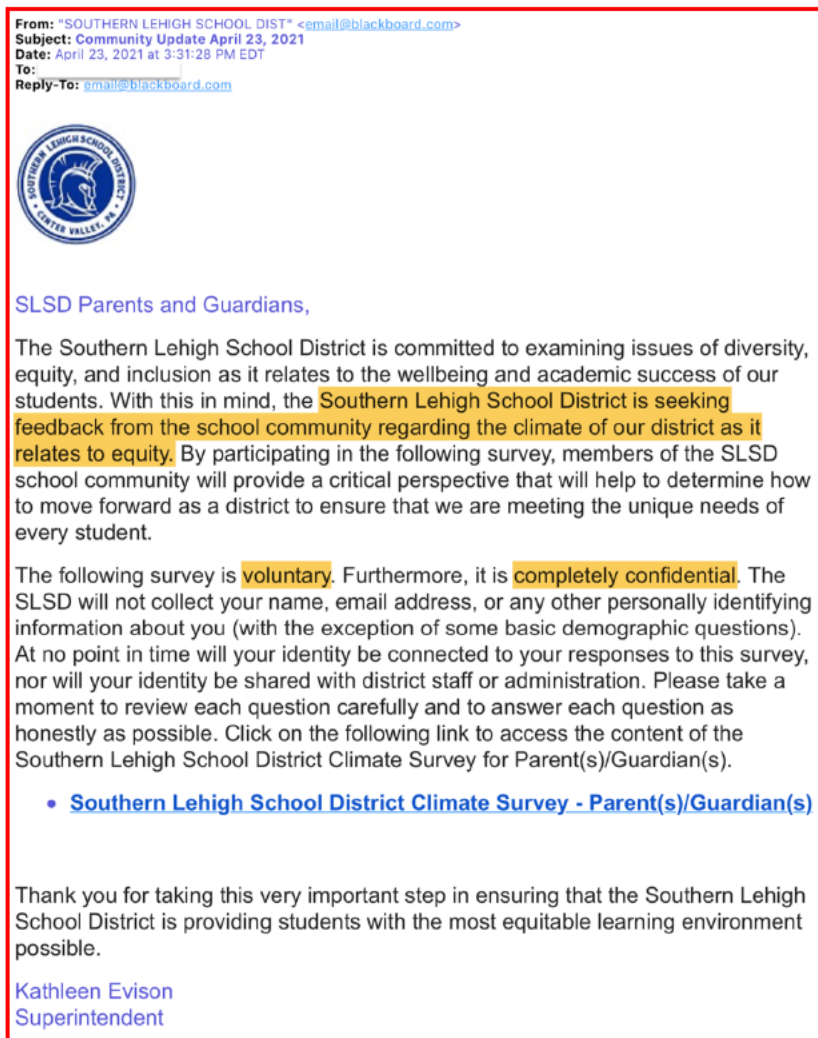 From: "SOUTHERN LEHIGH SCHOOL DIST" <email@blackboard.com>
Subject: Community Update April 23, 2021
Date: April 23, 2021 at 3:31:28 PM EDT
To:
Reply-To: email@blackboard.com
SOUTHERN LEHIGH SCHOOL DISTRICT
• CENTER VALLEY, PA •
SLSD Parents and Guardians,
The Southern Lehigh School District is committed to examining issues of diversity,
equity, and inclusion as it relates to the wellbeing and academic success of our
students. With this in mind, the Southern Lehigh School District is seeking
feedback from the school community regarding the climate of our district as it
relates to equity. By participating in the following survey, members of the SLSD
school community will provide a critical perspective that will help to determine how
to move forward as a district to ensure that we are meeting the unique needs of
every student.
The following survey is voluntary. Furthermore, it is completely confidential. The
SLSD will not collect your name, email address, or any other personally identifying
information about you (with the exception of some basic demographic questions).
At no point in time will your identity be connected to your responses to this survey,
nor will your identity be shared with district staff or administration. Please take a
moment to review each question carefully and to answer each question as
honestly as possible. Click on the following link to access the content of the
Southern Lehigh School District Climate Survey for Parent(s)/Guardian(s).
• Southern Lehigh School District Climate Survey - Parent(s)/Guardian(s)
Thank you for taking this very important step in ensuring that the Southern Lehigh
School District is providing students with the most equitable learning environment
possible.
Kathleen Evison
Superintendent